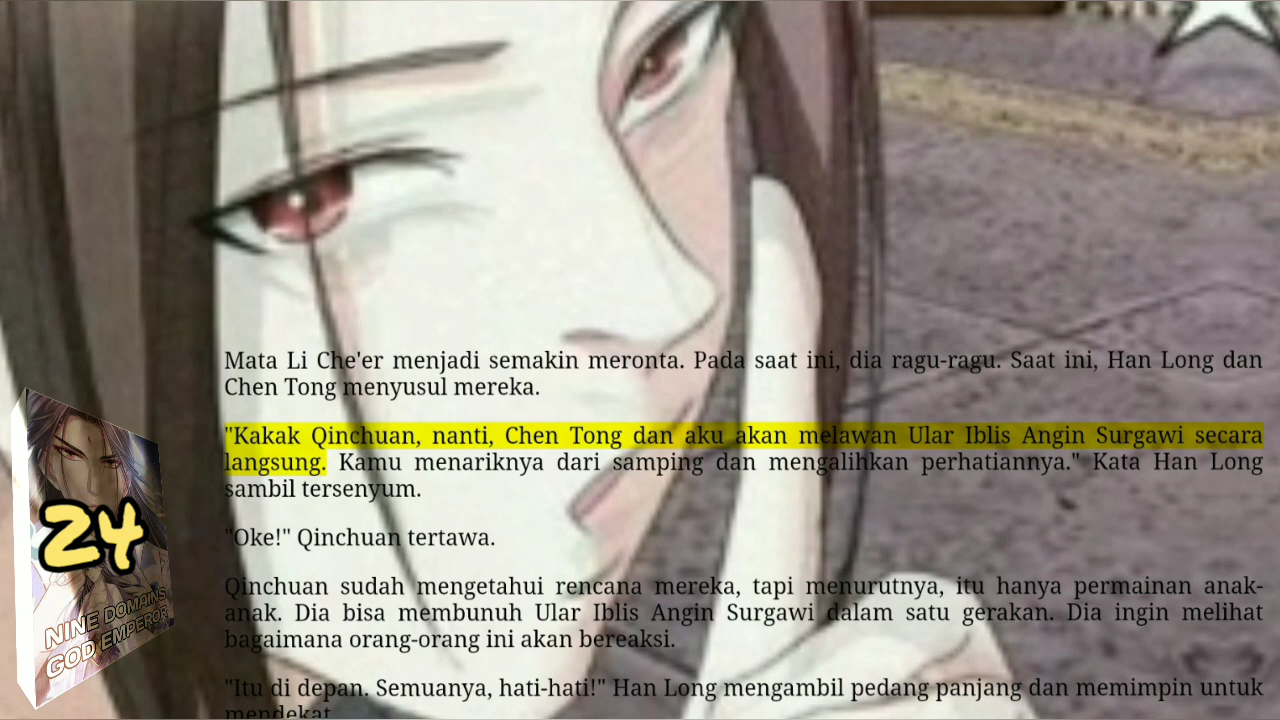 Mata Li Che'er menjadi semakin meronta. Pada saat ini, dia ragu-ragu. Saat ini, Han Long dan
Chen Tong menyusul mereka.
"Kakak Qinchuan, nanti, Chen Tong dan aku akan melawan Ular Iblis Angin Surgawi secara
langsung. Kamu menariknya dari samping dan mengalihkan perhatiannya." Kata Han Long
sambil tersenyum.
"Oke!" Qinchuan tertawa.
Qinchuan sudah mengetahui rencana mereka, tapi menurutnya, itu hanya permainan anak-
anak. Dia bisa membunuh Ular Iblis Angin Surgawi dalam satu gerakan. Dia ingin melihat
bagaimana orang-orang ini akan bereaksi.
"Itu di depan. Semuanya, hati-hati!" Han Long mengambil pedang panjang dan memimpin untuk
mendekat
24
NINE DOMAINS
GOD EMPEROR